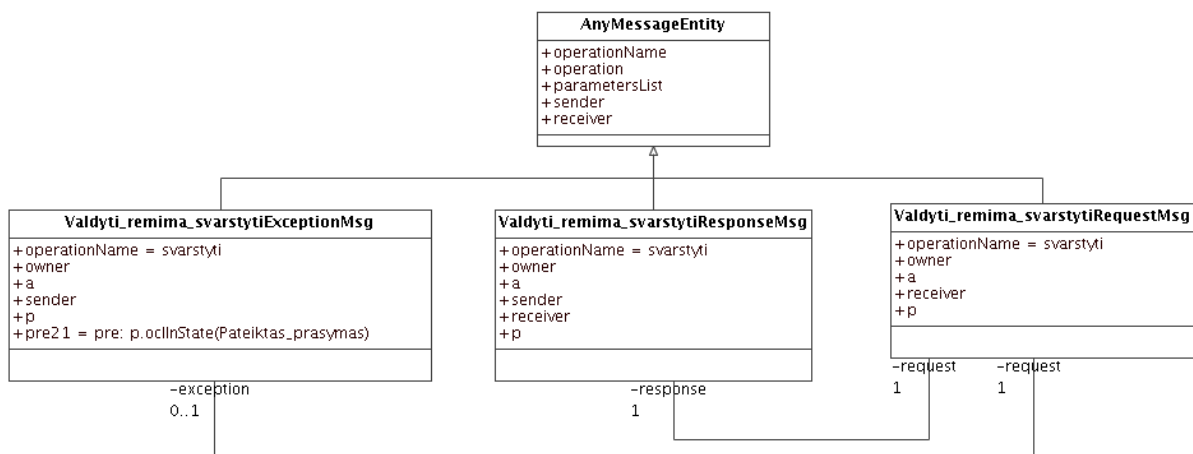 AnyMessageEntity
+operationName
+operation
+parametersList
+sender
+receiver
Valdyti_remima_svarstytiExceptionMsg
+operationName = svarstyti
+owner
+a
+sender
+p
+pre21 = pre: p.oclInState(Pateiktas_prasymas)
-exception
0..1
Valdyti_remima_svarstytiResponseMsg
+operationName = svarstyti
+owner
+a
+sender
+receiver
+p
-response
1
Valdyti_remima_svarstytiRequestMsg
+operationName = svarstyti
+owner
+a
+receiver
+p
-request
1
-request
1